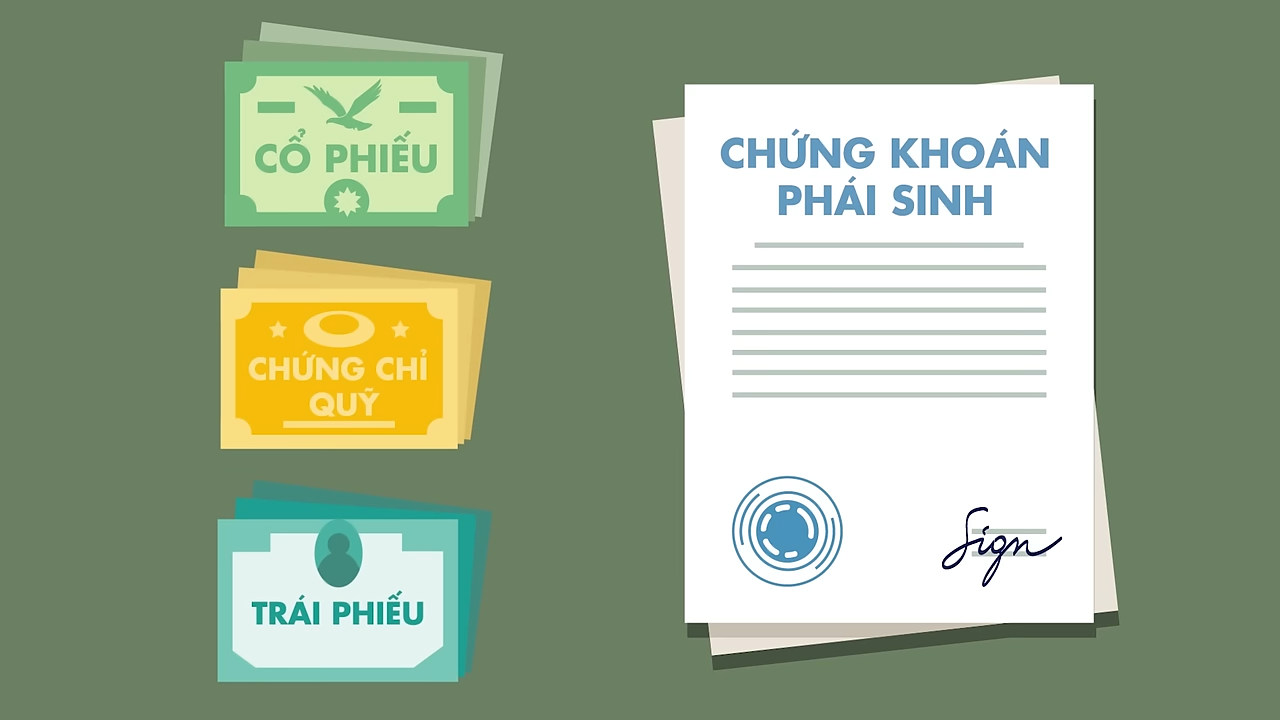 CỔ PHIẾU
CHỨNG CHỈ
QUỸ
TRÁI PHIẾU
CHỨNG KHOÁN
PHÁI SINH
Sign